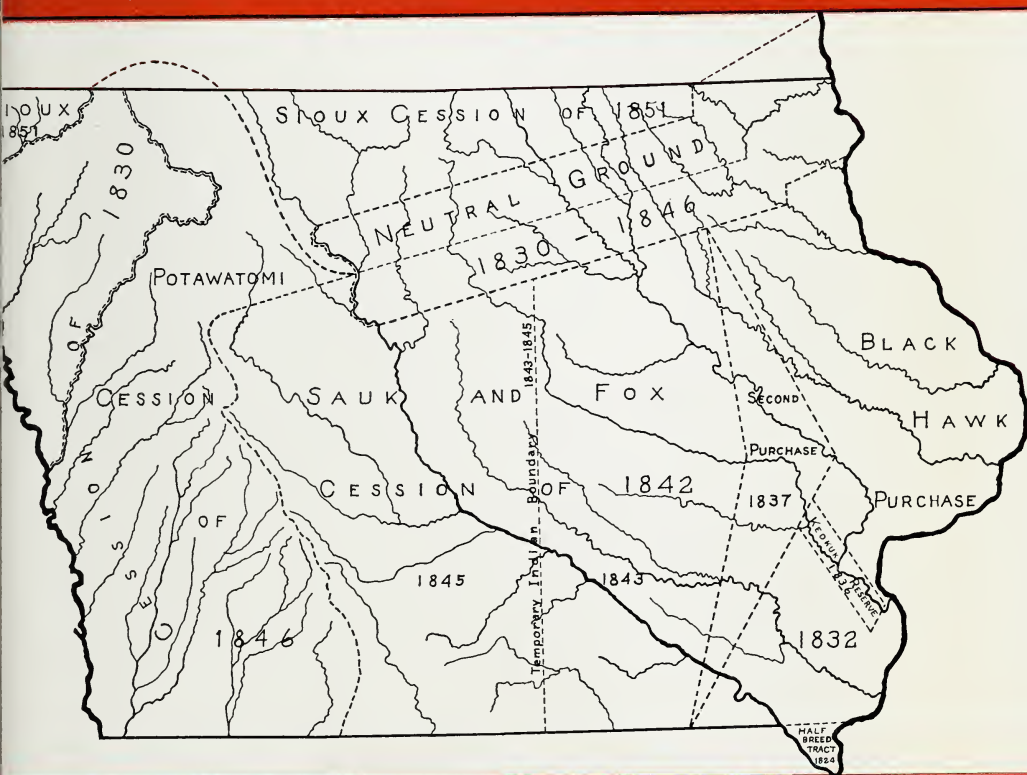 IOUX
1851
SIOUX CESSION OF 1851
CESSION OF 1830
NEUTRAL GROUND
1830 – 1846
POTAWATOMI
CESSION
OF
1846
SAUK AND FOX
CESSION OF 1842
1843-1845
Temporary Indian Boundary
1845
1843
SECOND
PURCHASE
1837
BLACK
HAWK
PURCHASE
1832
KEOKUK RESERVE
1836
HALF
BREED
TRACT
1824